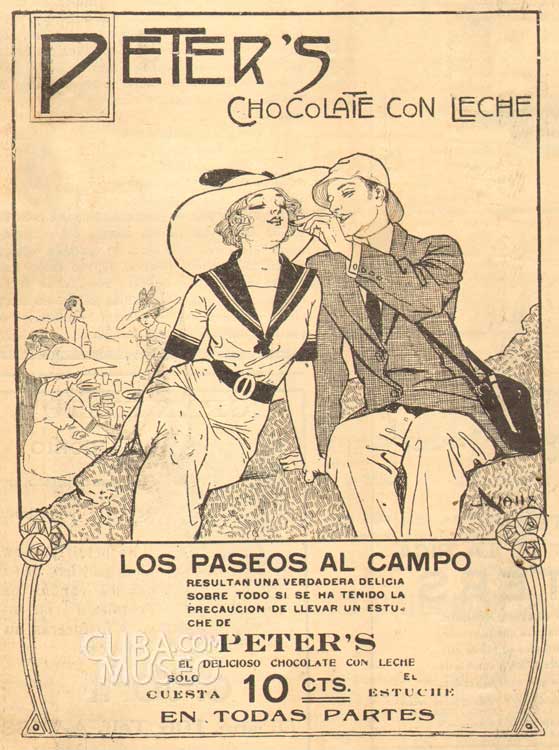 PETER'S
CHOCOLATE CON LECHE
J. VALLS
LOS PASEOS AL CAMPO
RESULTAN UNA VERDADERA DELICIA
SOBRE TODO SI SE HA TENIDO LA
PRECAUCION DE LLEVAR UN ESTU-
CHE DE
PETER'S
EL DELICIOSO CHOCOLATE CON LECHE
SOLO CUESTA 10 CTS. EL ESTUCHE
EN TODAS PARTES
CUBA.com
MUSEO